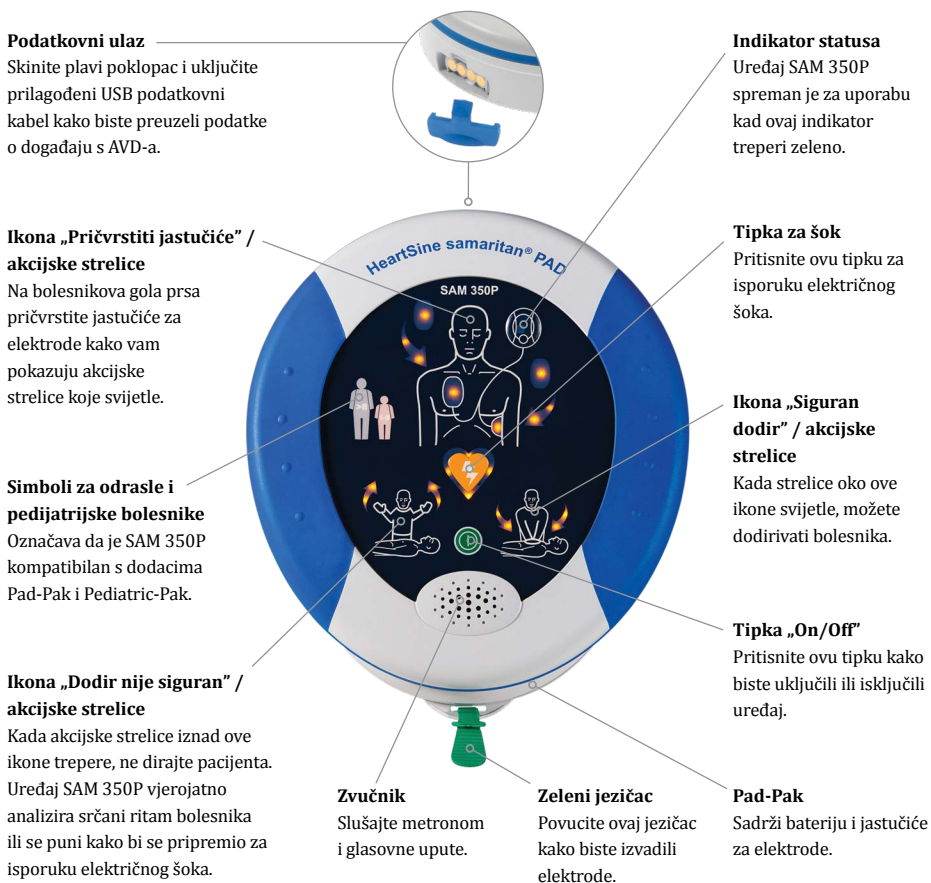 Podatkovni ulaz
Skinite plavi poklopac i uključite
prilagođeni USB podatkovni
kabel kako biste preuzeli podatke
o događaju s AVD-a.
Ikona „Pričvrstiti jastučiće” /
akcijske strelice
Na bolesnikova gola prsa
pričvrstite jastučiće za
elektrode kako vam
pokazuju akcijske
strelice koje svijetle.
Simboli za odrasle i
pedijatrijske bolesnike
Označava da je SAM 350P
kompatibilan s dodacima
Pad-Pak i Pediatric-Pak.
Ikona „Dodir nije siguran” /
akcijske strelice
Kada akcijske strelice iznad ove
ikone trepere, ne dirajte pacijenta.
Uređaj SAM 350P vjerojatno
analizira srčani ritam bolesnika
ili se puni kako bi se pripremio za
isporuku električnog šoka.
HeartSine samaritan® PAD
SAM 350P
Zvučnik
Slušajte metronom
i glasovne upute.
Zeleni jezičac
Povucite ovaj jezičac
kako biste izvadili
elektrode.
Indikator statusa
Uređaj SAM 350P
spreman je za uporabu
kad ovaj indikator
treperi zeleno.
Tipka za šok
Pritisnite ovu tipku za
isporuku električnog
šoka.
Ikona „Siguran
dodir” / akcijske
strelice
Kada strelice oko ove
ikone svijetle, možete
dodirivati bolesnika.
Tipka „On/Off”
Pritisnite ovu tipku kako
biste uključili ili isključili
uređaj.
Pad-Pak
Sadrži bateriju i jastučiće
za elektrode.